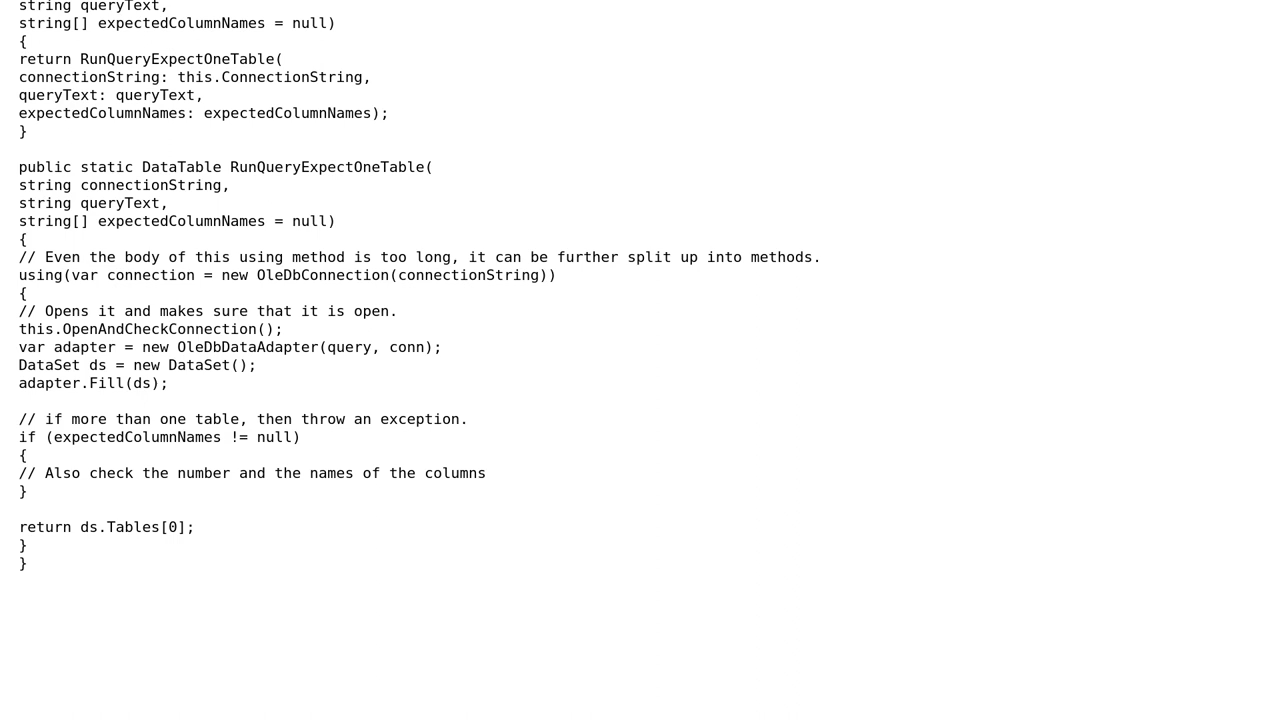 string queryText,
string[] expectedColumnNames = null)
{
return RunQueryExpectOneTable(
connectionString: this.ConnectionString,
queryText: queryText,
expectedColumnNames: expectedColumnNames);
}

public static DataTable RunQueryExpectOneTable(
string connectionString,
string queryText,
string[] expectedColumnNames = null)
{
// Even the body of this using method is too long, it can be further split up into methods.
using(var connection = new OleDbConnection(connectionString))
{
// Opens it and makes sure that it is open.
this.OpenAndCheckConnection();
var adapter = new OleDbDataAdapter(query, conn);
DataSet ds = new DataSet();
adapter.Fill(ds);

// if more than one table, then throw an exception.
if (expectedColumnNames != null)
{
// Also check the number and the names of the columns
}

return ds.Tables[0];
}
}